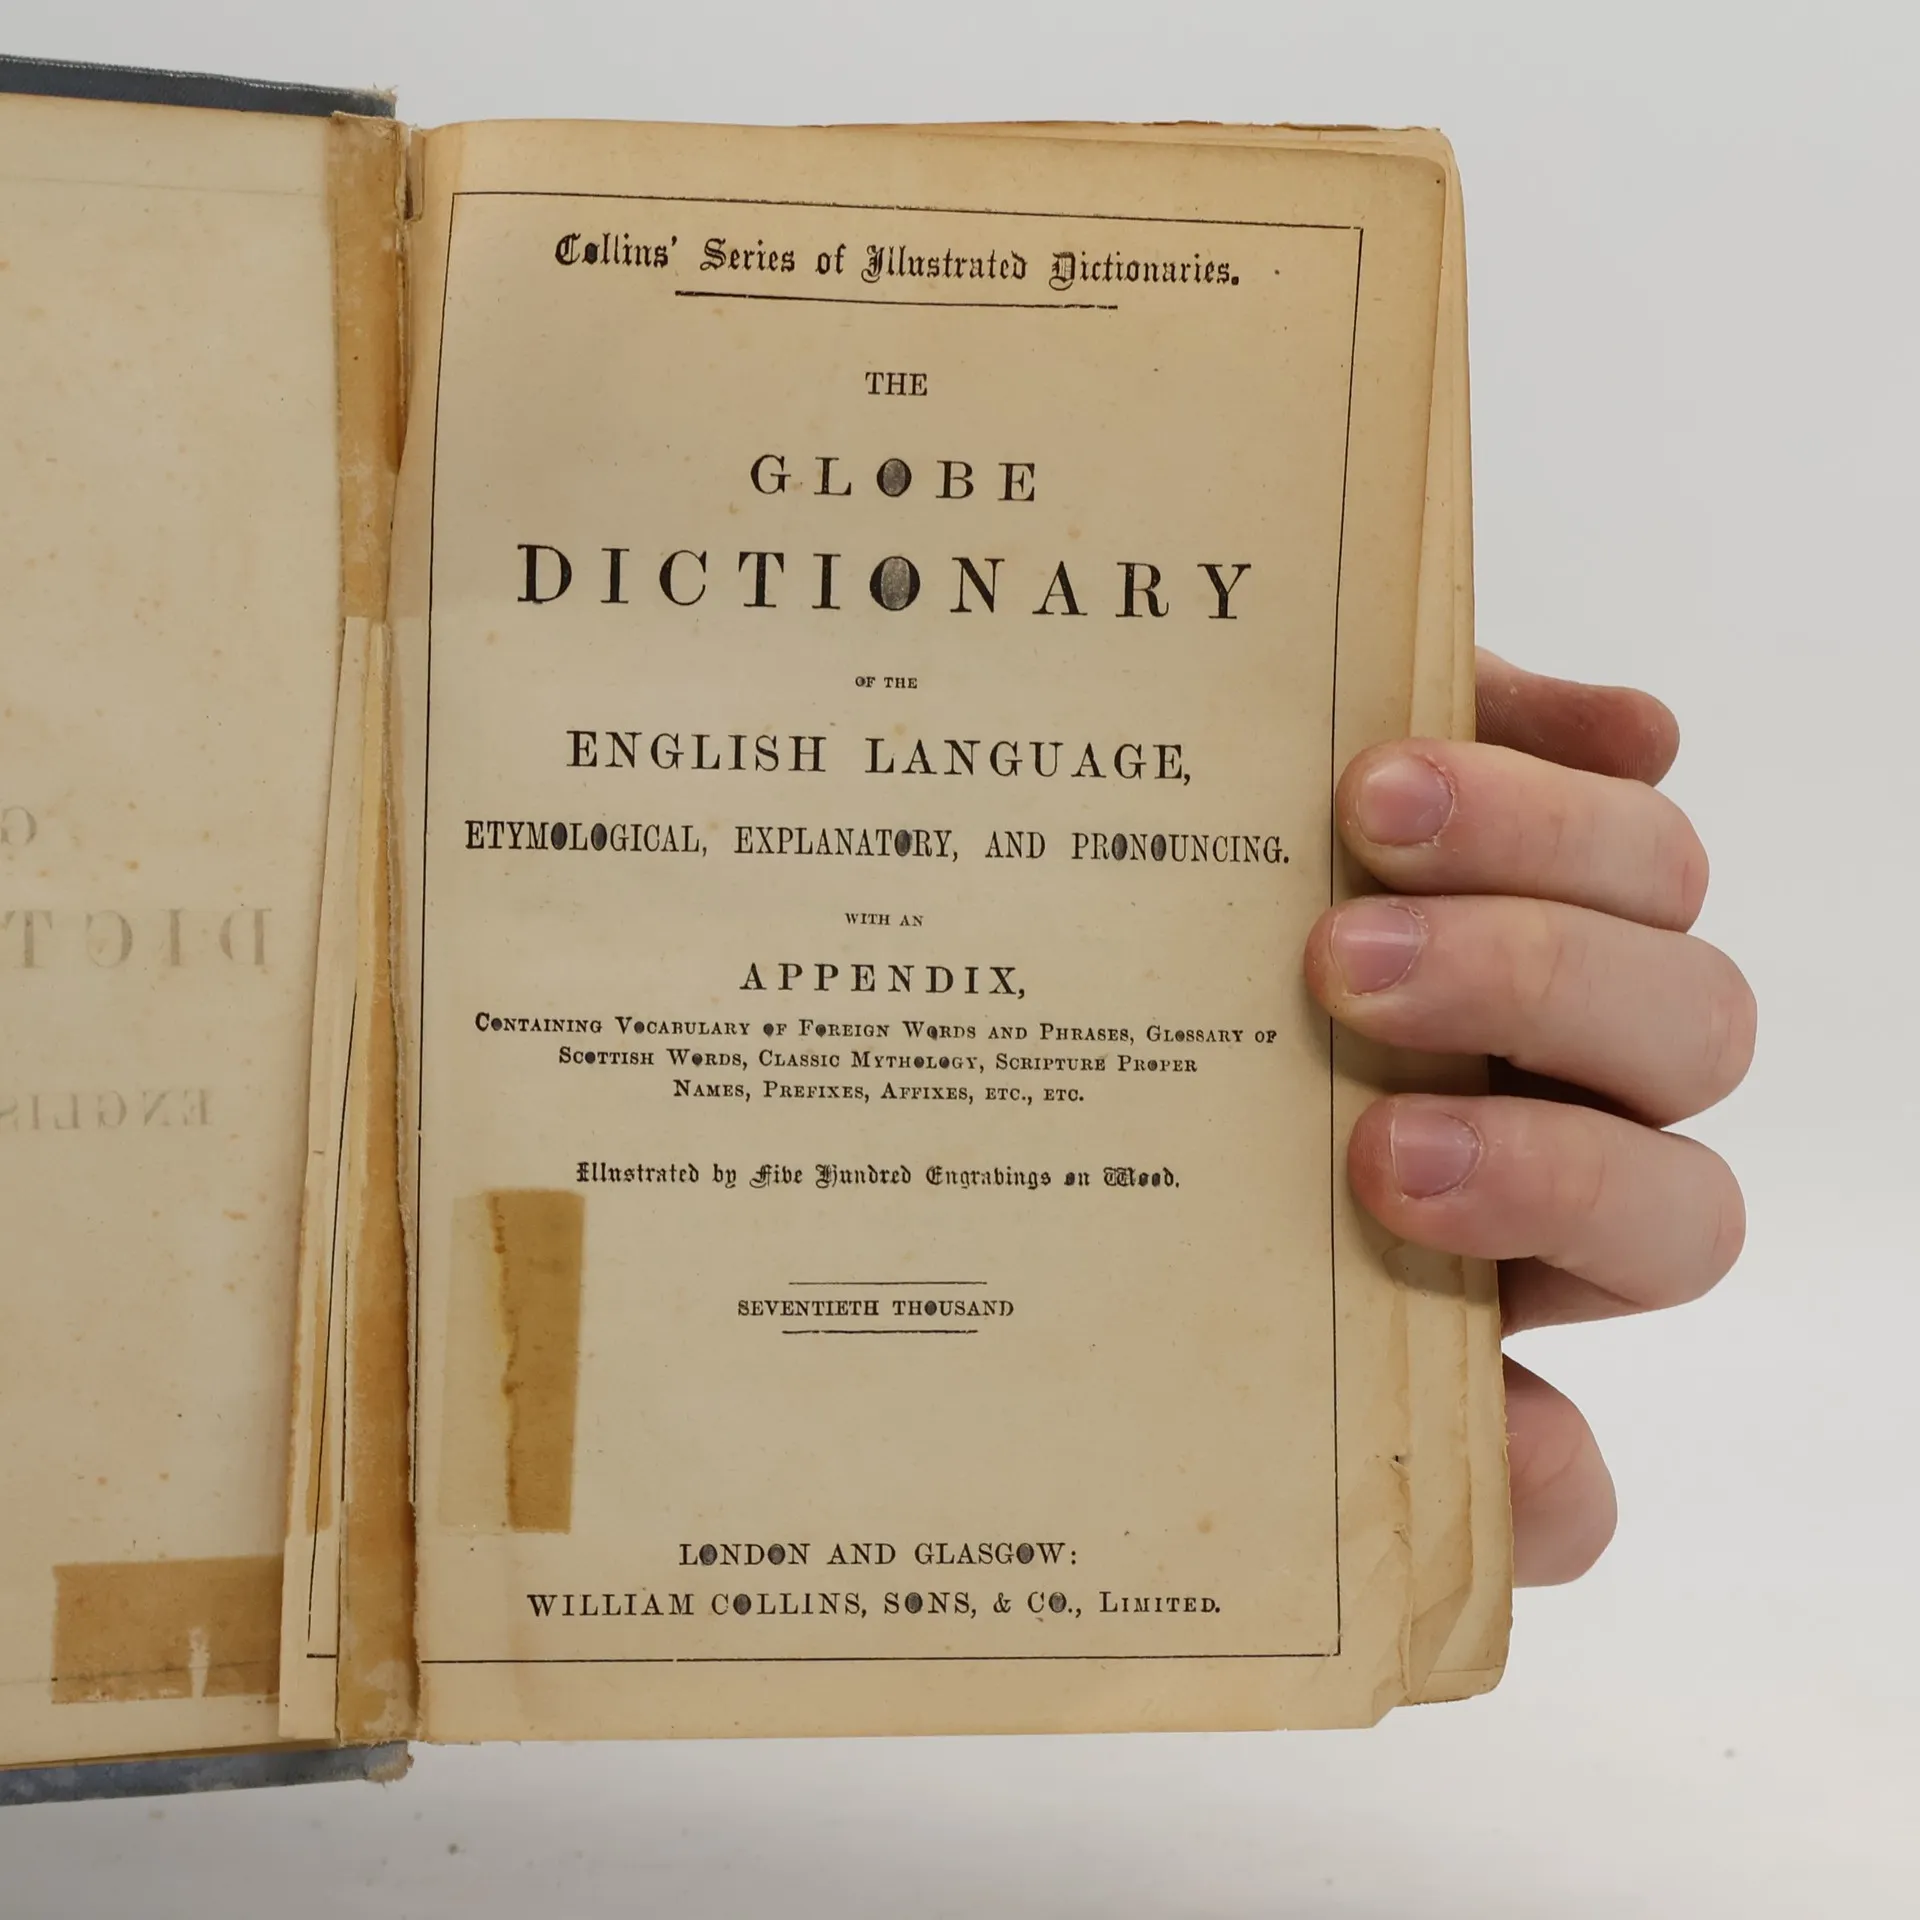 Collins' Series of Illustrated Dictionaries.
THE
GLOBE
DICTIONARY
OF THE
ENGLISH LANGUAGE,
ETYMOLOGICAL, EXPLANATORY, AND PRONOUNCING.
WITH AN
APPENDIX,
CONTAINING VOCABULARY OF FOREIGN WORDS AND PHRASES, GLOSSARY OF
SCOTTISH WORDS, CLASSIC MYTHOLOGY, SCRIPTURE PROPER
NAMES, PREFIXES, AFFIXES, ETC., ETC.
Illustrated by Five Hundred Engravings on Wood.
SEVENTIETH THOUSAND
LONDON AND GLASGOW:
WILLIAM COLLINS, SONS, & CO., LIMITED.